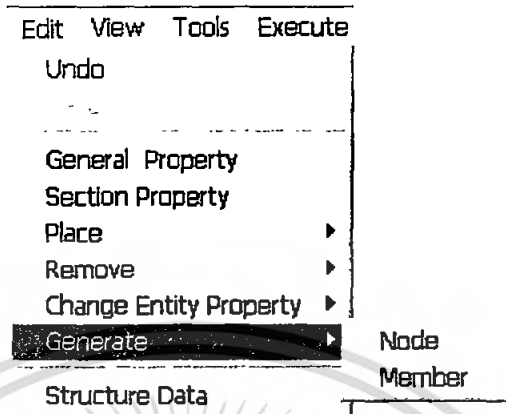 Edit View Tools Execute
Undo
General Property
Section Property
Place
Remove
Change Entity Property
Generate
Node
Member
Structure Data